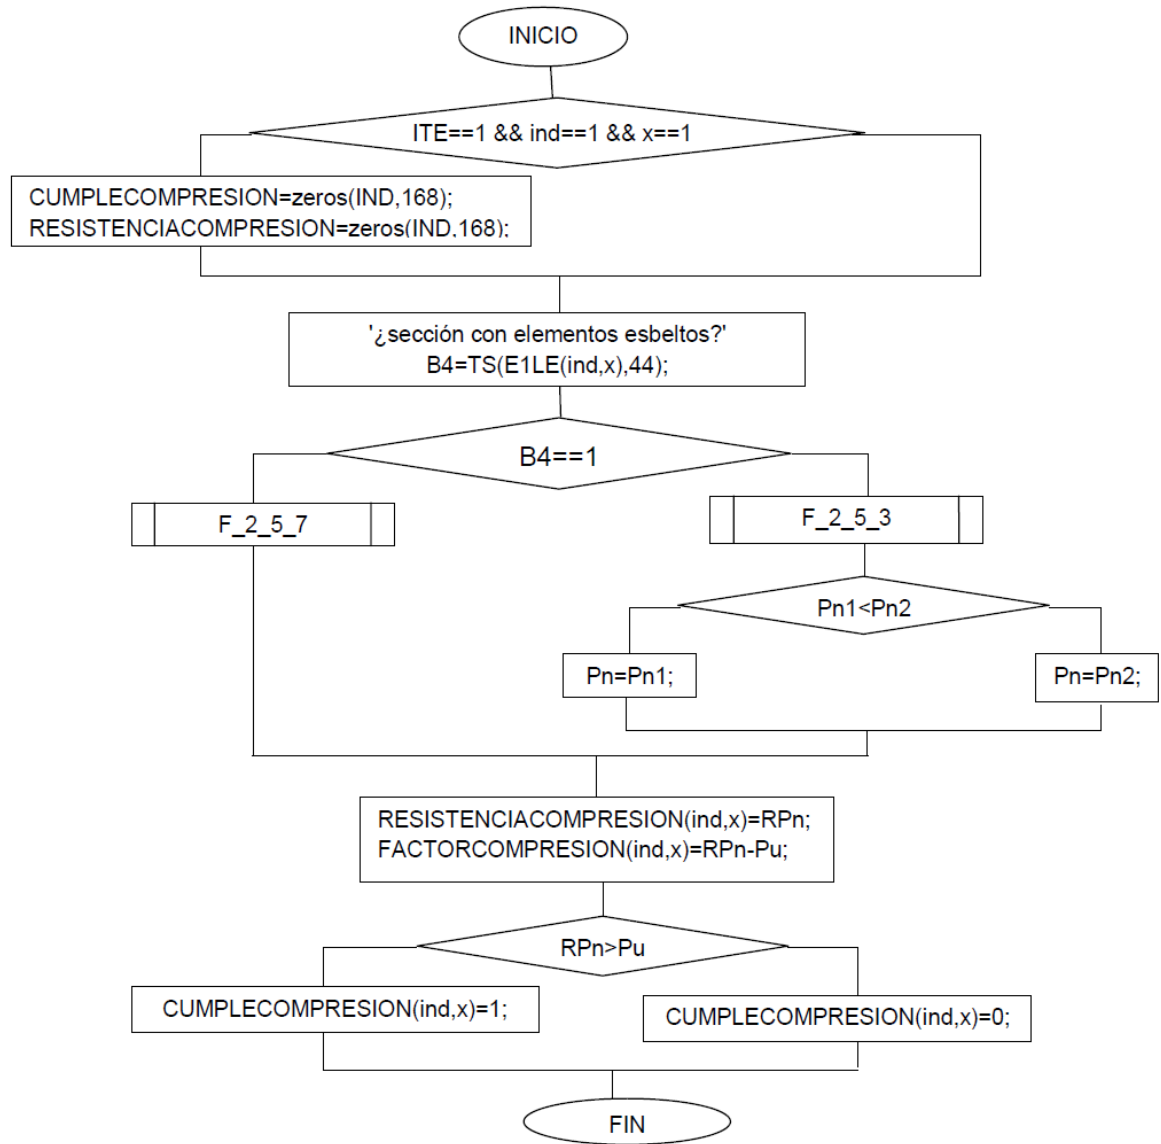 INICIO
ITE==1 && ind==1 && x==1
CUMPLECOMPRESION=zeros(IND,168);
RESISTENCIACOMPRESION=zeros(IND,168);
'¿sección con elementos esbeltos?'
B4=TS(E1LE(ind,x),44);
B4==1
F_2_5_7
F_2_5_3
Pn1<Pn2
Pn=Pn1;
Pn=Pn2;
RESISTENCIACOMPRESION(ind,x)=RPn;
FACTORCOMPRESION(ind,x)=RPn-Pu;
RPn>Pu
CUMPLECOMPRESION(ind,x)=1;
CUMPLECOMPRESION(ind,x)=0;
FIN